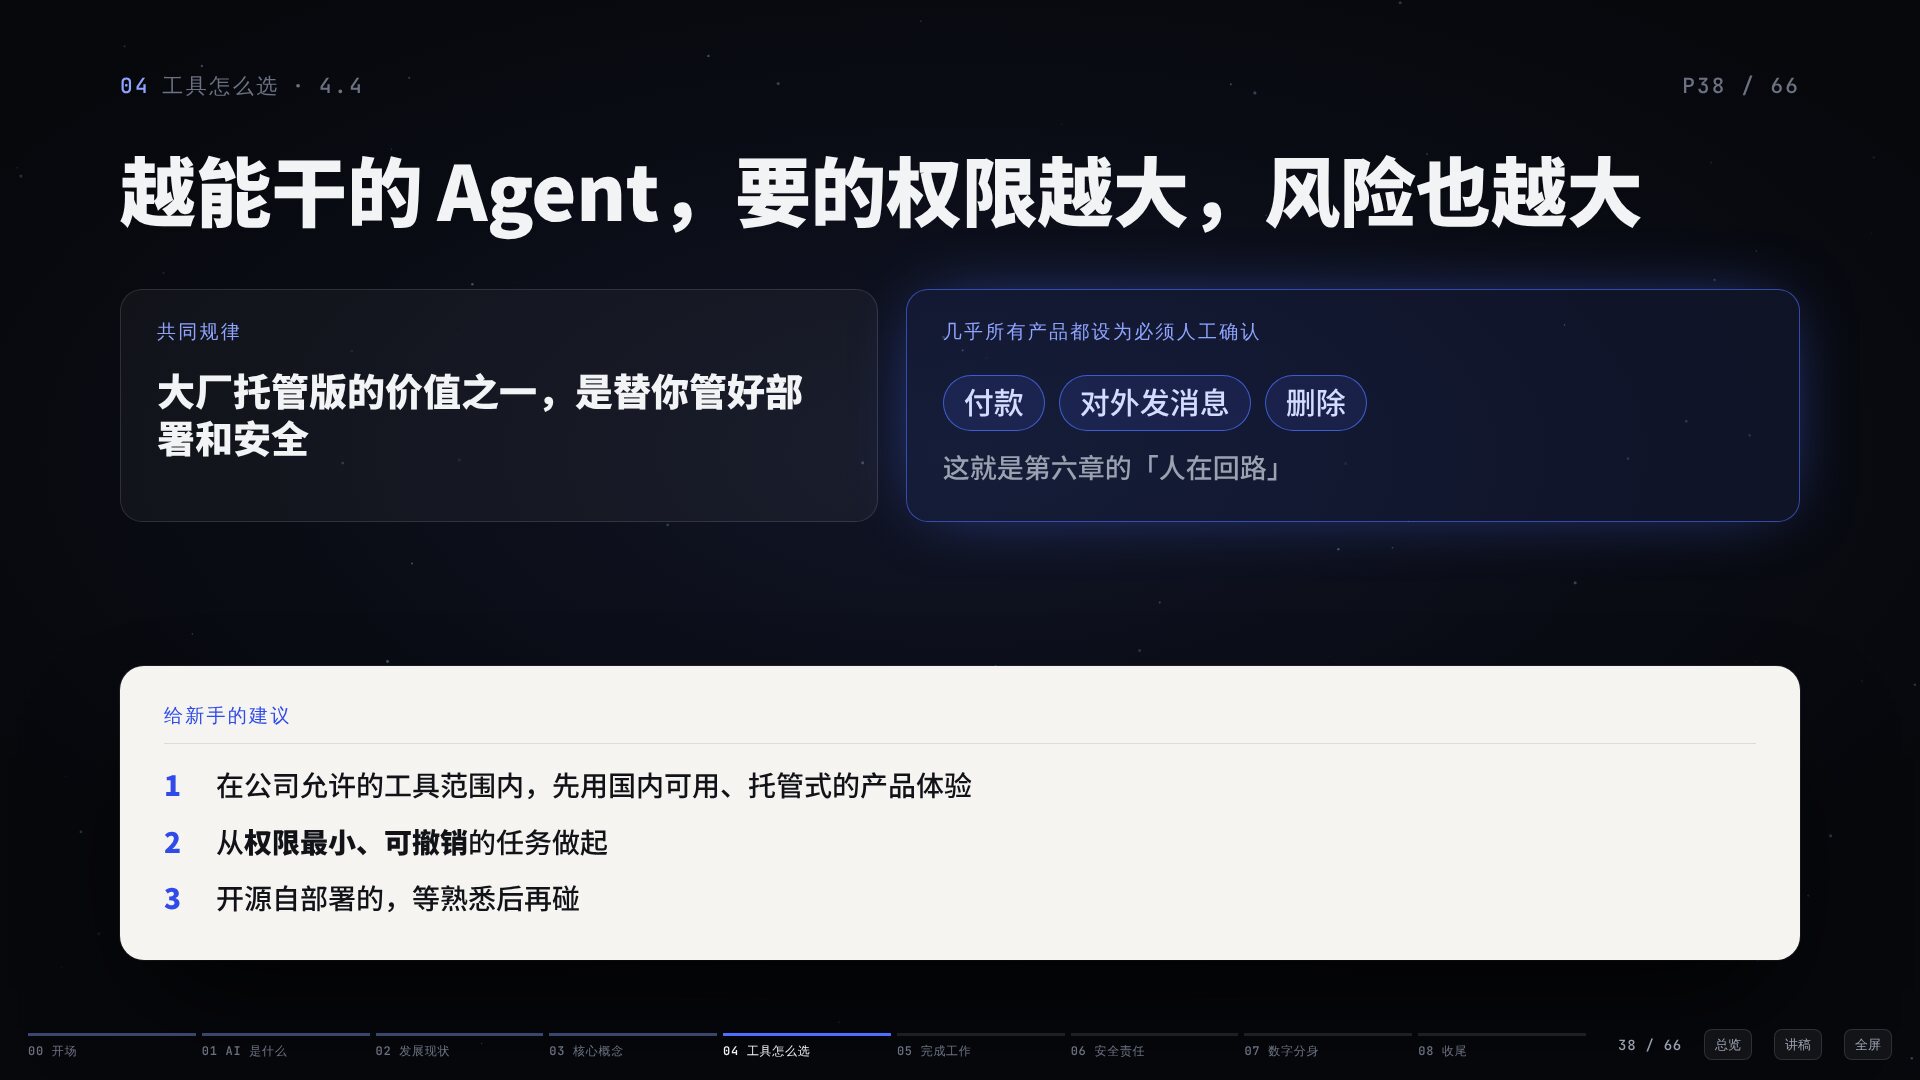 04 工具怎么选 · 4.4
P38 / 66
越能干的 Agent，要的权限越大，风险也越大
共同规律
大厂托管版的价值之一，是替你管好部
署和安全
几乎所有产品都设为必须人工确认
付款
对外发消息
删除
这就是第六章的「人在回路」
给新手的建议
1 在公司允许的工具范围内，先用国内可用、托管式的产品体验
2 从权限最小、可撤销的任务做起
3 开源自部署的，等熟悉后再碰
00 开场
01 AI 是什么
02 发展现状
03 核心概念
04 工具怎么选
05 完成工作
06 安全责任
07 数字分身
08 收尾
38 / 66
总览
讲稿
全屏